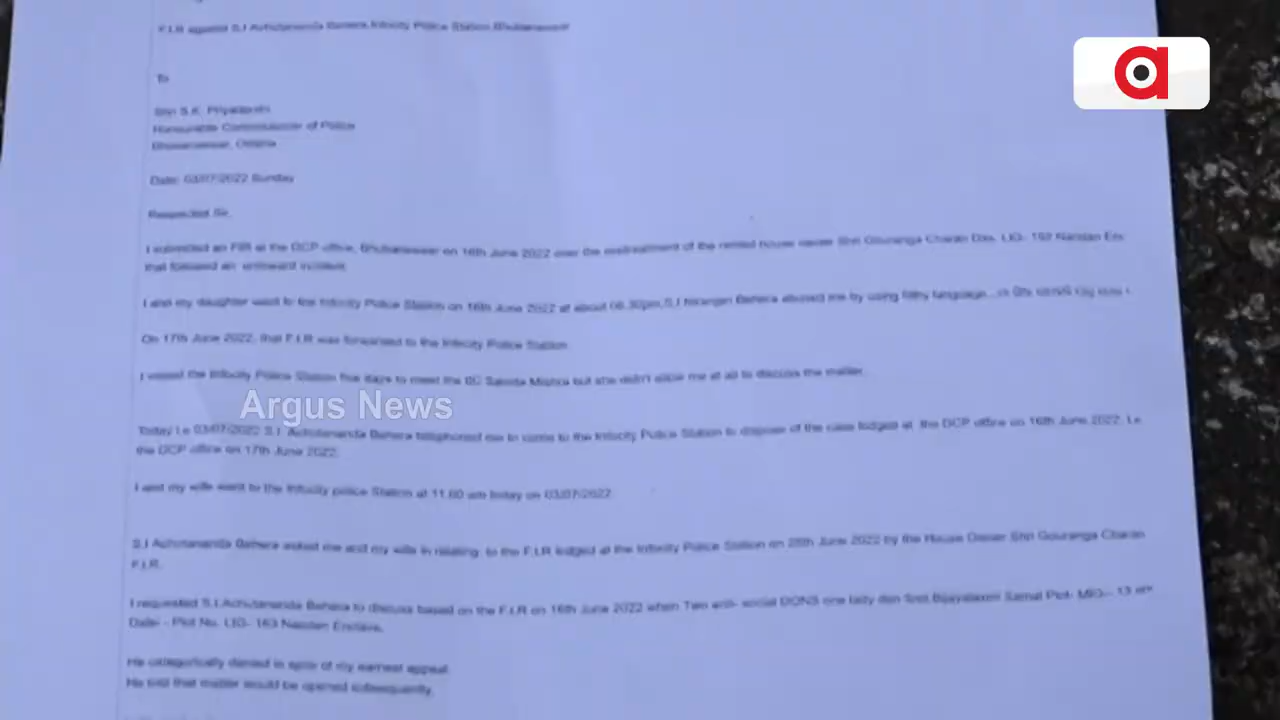 F.I.R against S.I Achutananda Behera Infocity Police Station Bhubaneswar
To
Shri S.K. Priyadarshi
Honourable Commissioner of Police
Bhubaneswar, Odisha
Date: 03/07/2022 Sunday
Respected Sir,
I submitted an FIR at the DCP office, Bhubaneswar on 16th June 2022 over the mistreatment of the rented house owner Shri Gouranga Charan Das, LIG- 162 Nandan
that followed an untoward incident.
I and my daughter went to the Infocity Police Station on 16th June 2022 at about 06.30pm,S.I Niranjan Behera abused me by using filthy language...
On 17th June 2022, that F.I.R was forwarded to the Infocity Police Station.
I visited the Infocity Police Station five days to meet the IIC Samita Mishra but she didn't allow me at all to discuss the matter.
Argus News
Today i.e 03/07/2022 S.I. Achutananda Behera telephoned me to come to the Infocity Police Station to dispose of the case lodged at the DCP office on 16th June 2022. i.e
the DCP office on 17th June 2022.
I and my wife went to the Infocity police Station at 11.00 am today on 03/07/2022
S.I Achutananda Behera asked me and my wife in relating to the F.I.R lodged at the Infocity Police Station on June 2022 by the House Owner Shri Gouranga Charan
F.I.R.
I requested S.I.Achutananda Behera to discuss based on the F.I.R on 16th June 2022 when Two anti- social DONS one lady don Smt Bijayalaxmi Samal Plot- MIG-- 13
- Plot No. LIG- 163 Nandan Enclave.
He categorically denied in spite of my earnest appeal.
He told that matter would be opened subsequently.